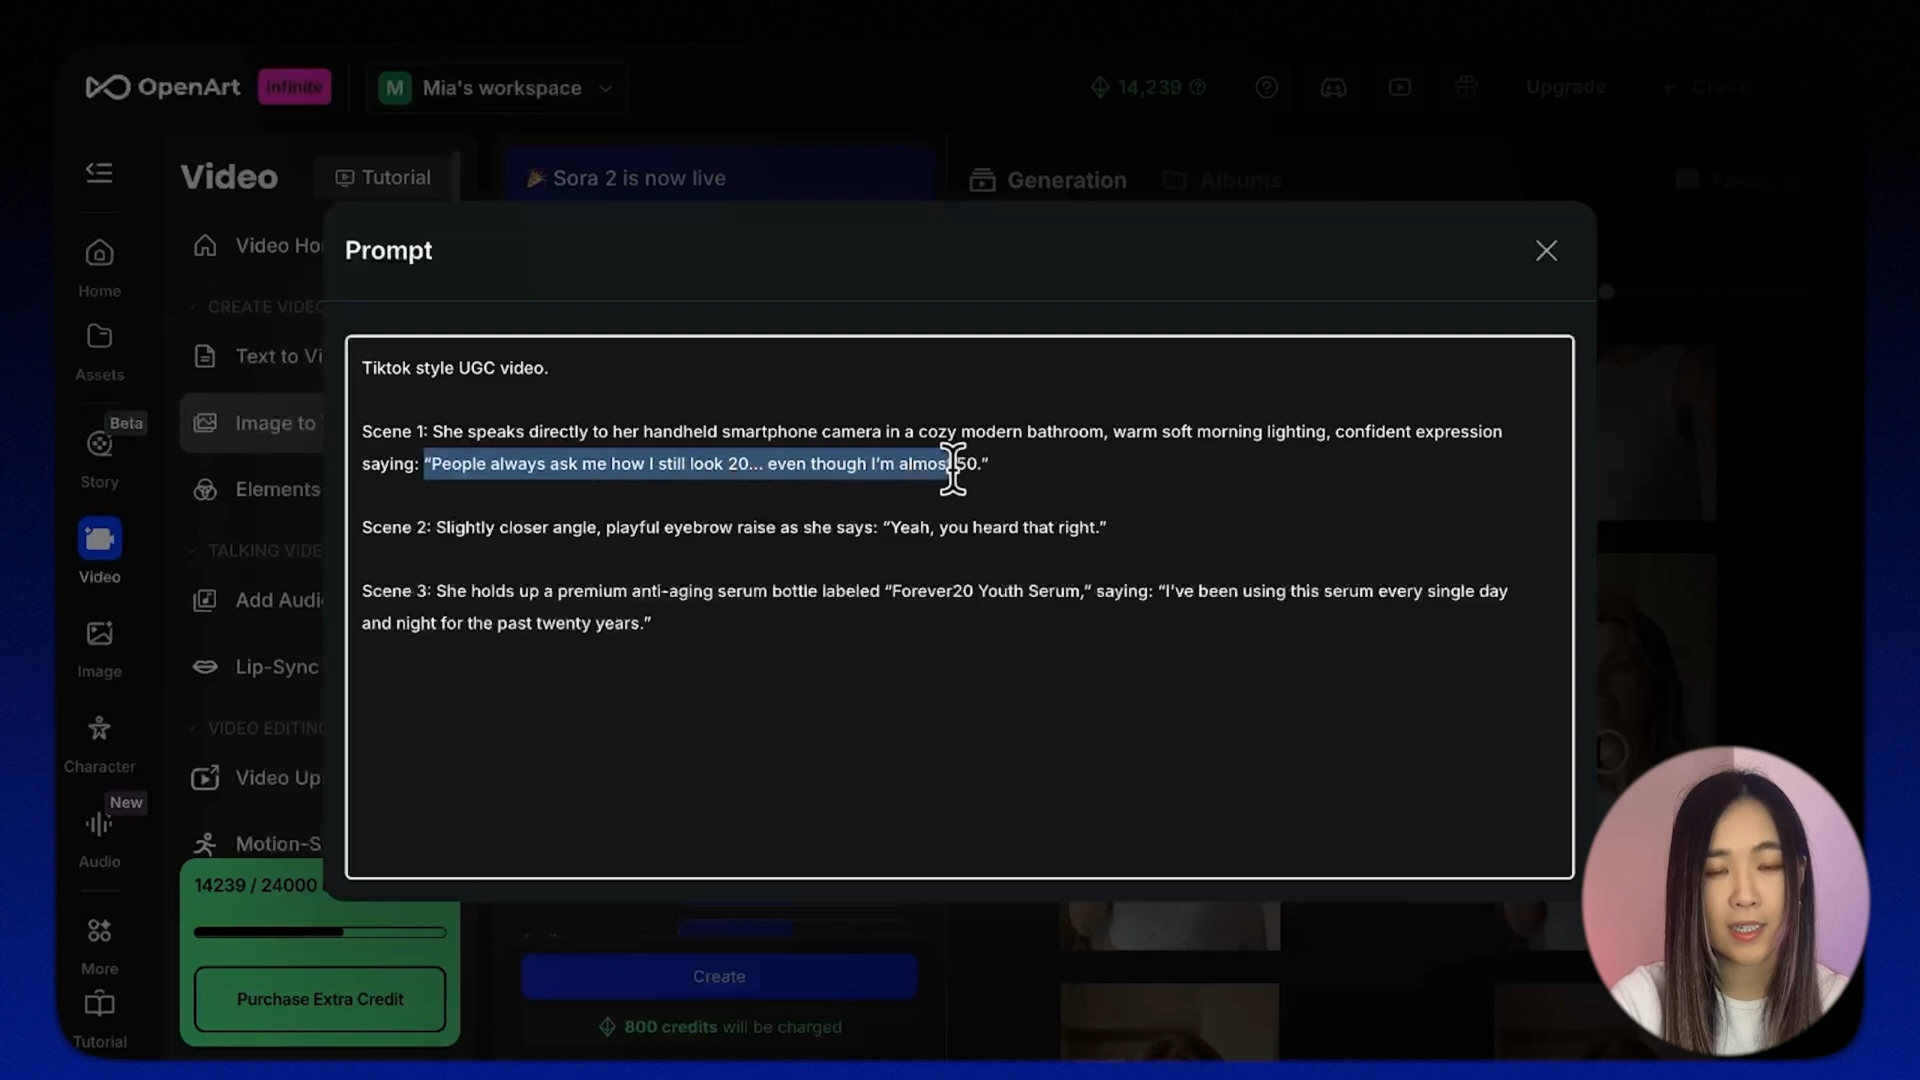 OpenArt
Infinite
M
Mia's workspace
14,239
Upgrade
Video
Tutorial
🎉 Sora 2 is now live
Generation
Albums
Home
Assets
Beta
Story
Video
Image
Character
New
Audio
More
Tutorial
CREATE VIDEO
Text to Vi
Image to
Elements
TALKING VIDE
Add Audi
Lip-Sync
VIDEO EDITING
Video Up
Motion-S
14239 / 24000
Purchase Extra Credit
Prompt
Tiktok style UGC video.
Scene 1: She speaks directly to her handheld smartphone camera in a cozy modern bathroom, warm soft morning lighting, confident expression
saying: “People always ask me how I still look 20... even though I’m almost 50.”
Scene 2: Slightly closer angle, playful eyebrow raise as she says: “Yeah, you heard that right.”
Scene 3: She holds up a premium anti-aging serum bottle labeled “Forever20 Youth Serum,” saying: “I’ve been using this serum every single day
and night for the past twenty years.”
Create
800 credits will be charged